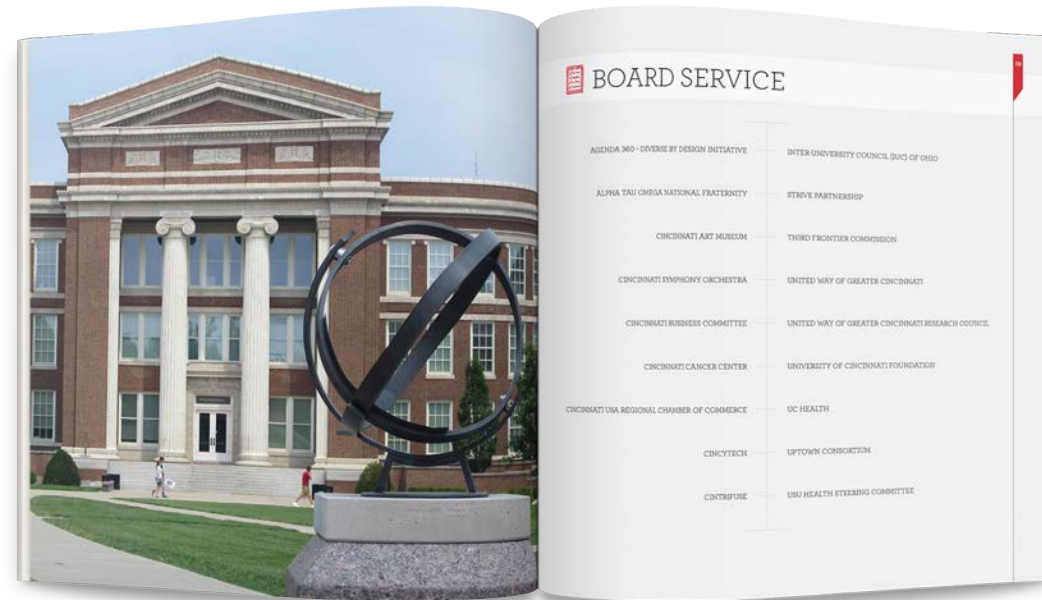 BOARD SERVICE
AGENDA 360 - DIVERSE BY DESIGN INITIATIVE
ALPHA TAU OMEGA NATIONAL FRATERNITY
CINCINNATI ART MUSEUM
CINCINNATI SYMPHONY ORCHESTRA
CINCINNATI BUSINESS COMMITTEE
CINCINNATI CANCER CENTER
CINCINNATI USA REGIONAL CHAMBER OF COMMERCE
CINCYTECH
CINTRIFUSE
INTER-UNIVERSITY COUNCIL (IUC) OF OHIO
STRIVE PARTNERSHIP
THIRD FRONTIER COMMISSION
UNITED WAY OF GREATER CINCINNATI
UNITED WAY OF GREATER CINCINNATI RESEARCH COUNCIL
UNIVERSITY OF CINCINNATI FOUNDATION
UC HEALTH
UPTOWN CONSORTIUM
USU HEALTH STEERING COMMITTEE